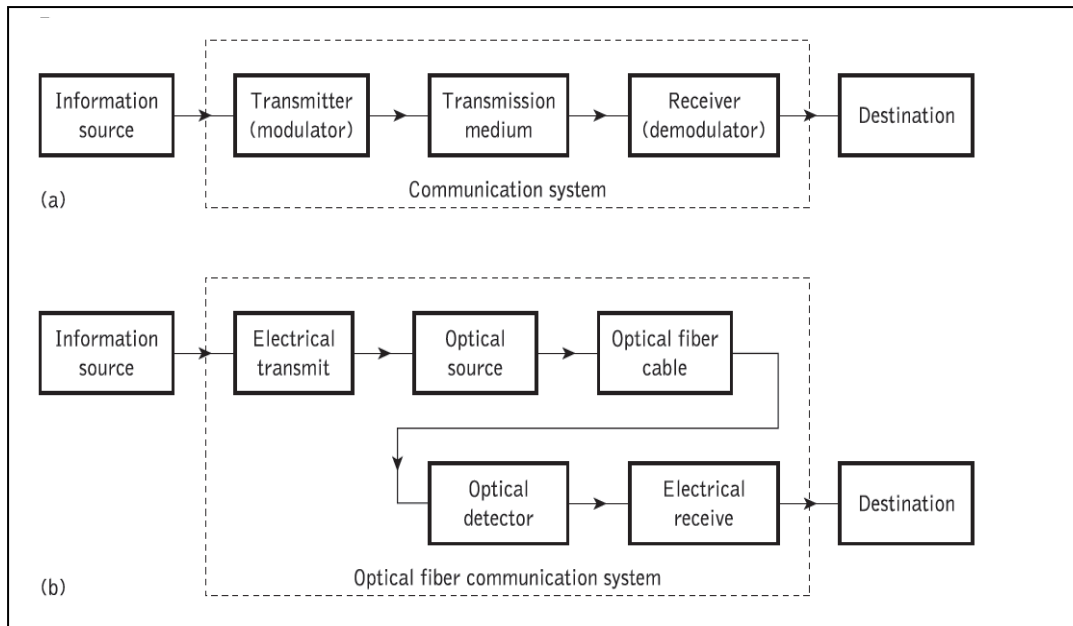 Information
source
Transmitter
(modulator)
Transmission
medium
Receiver
(demodulator)
Destination
Communication system
(a)
Information
source
Electrical
transmit
Optical
source
Optical fiber
cable
Optical
detector
Electrical
receive
Destination
Optical fiber communication system
(b)